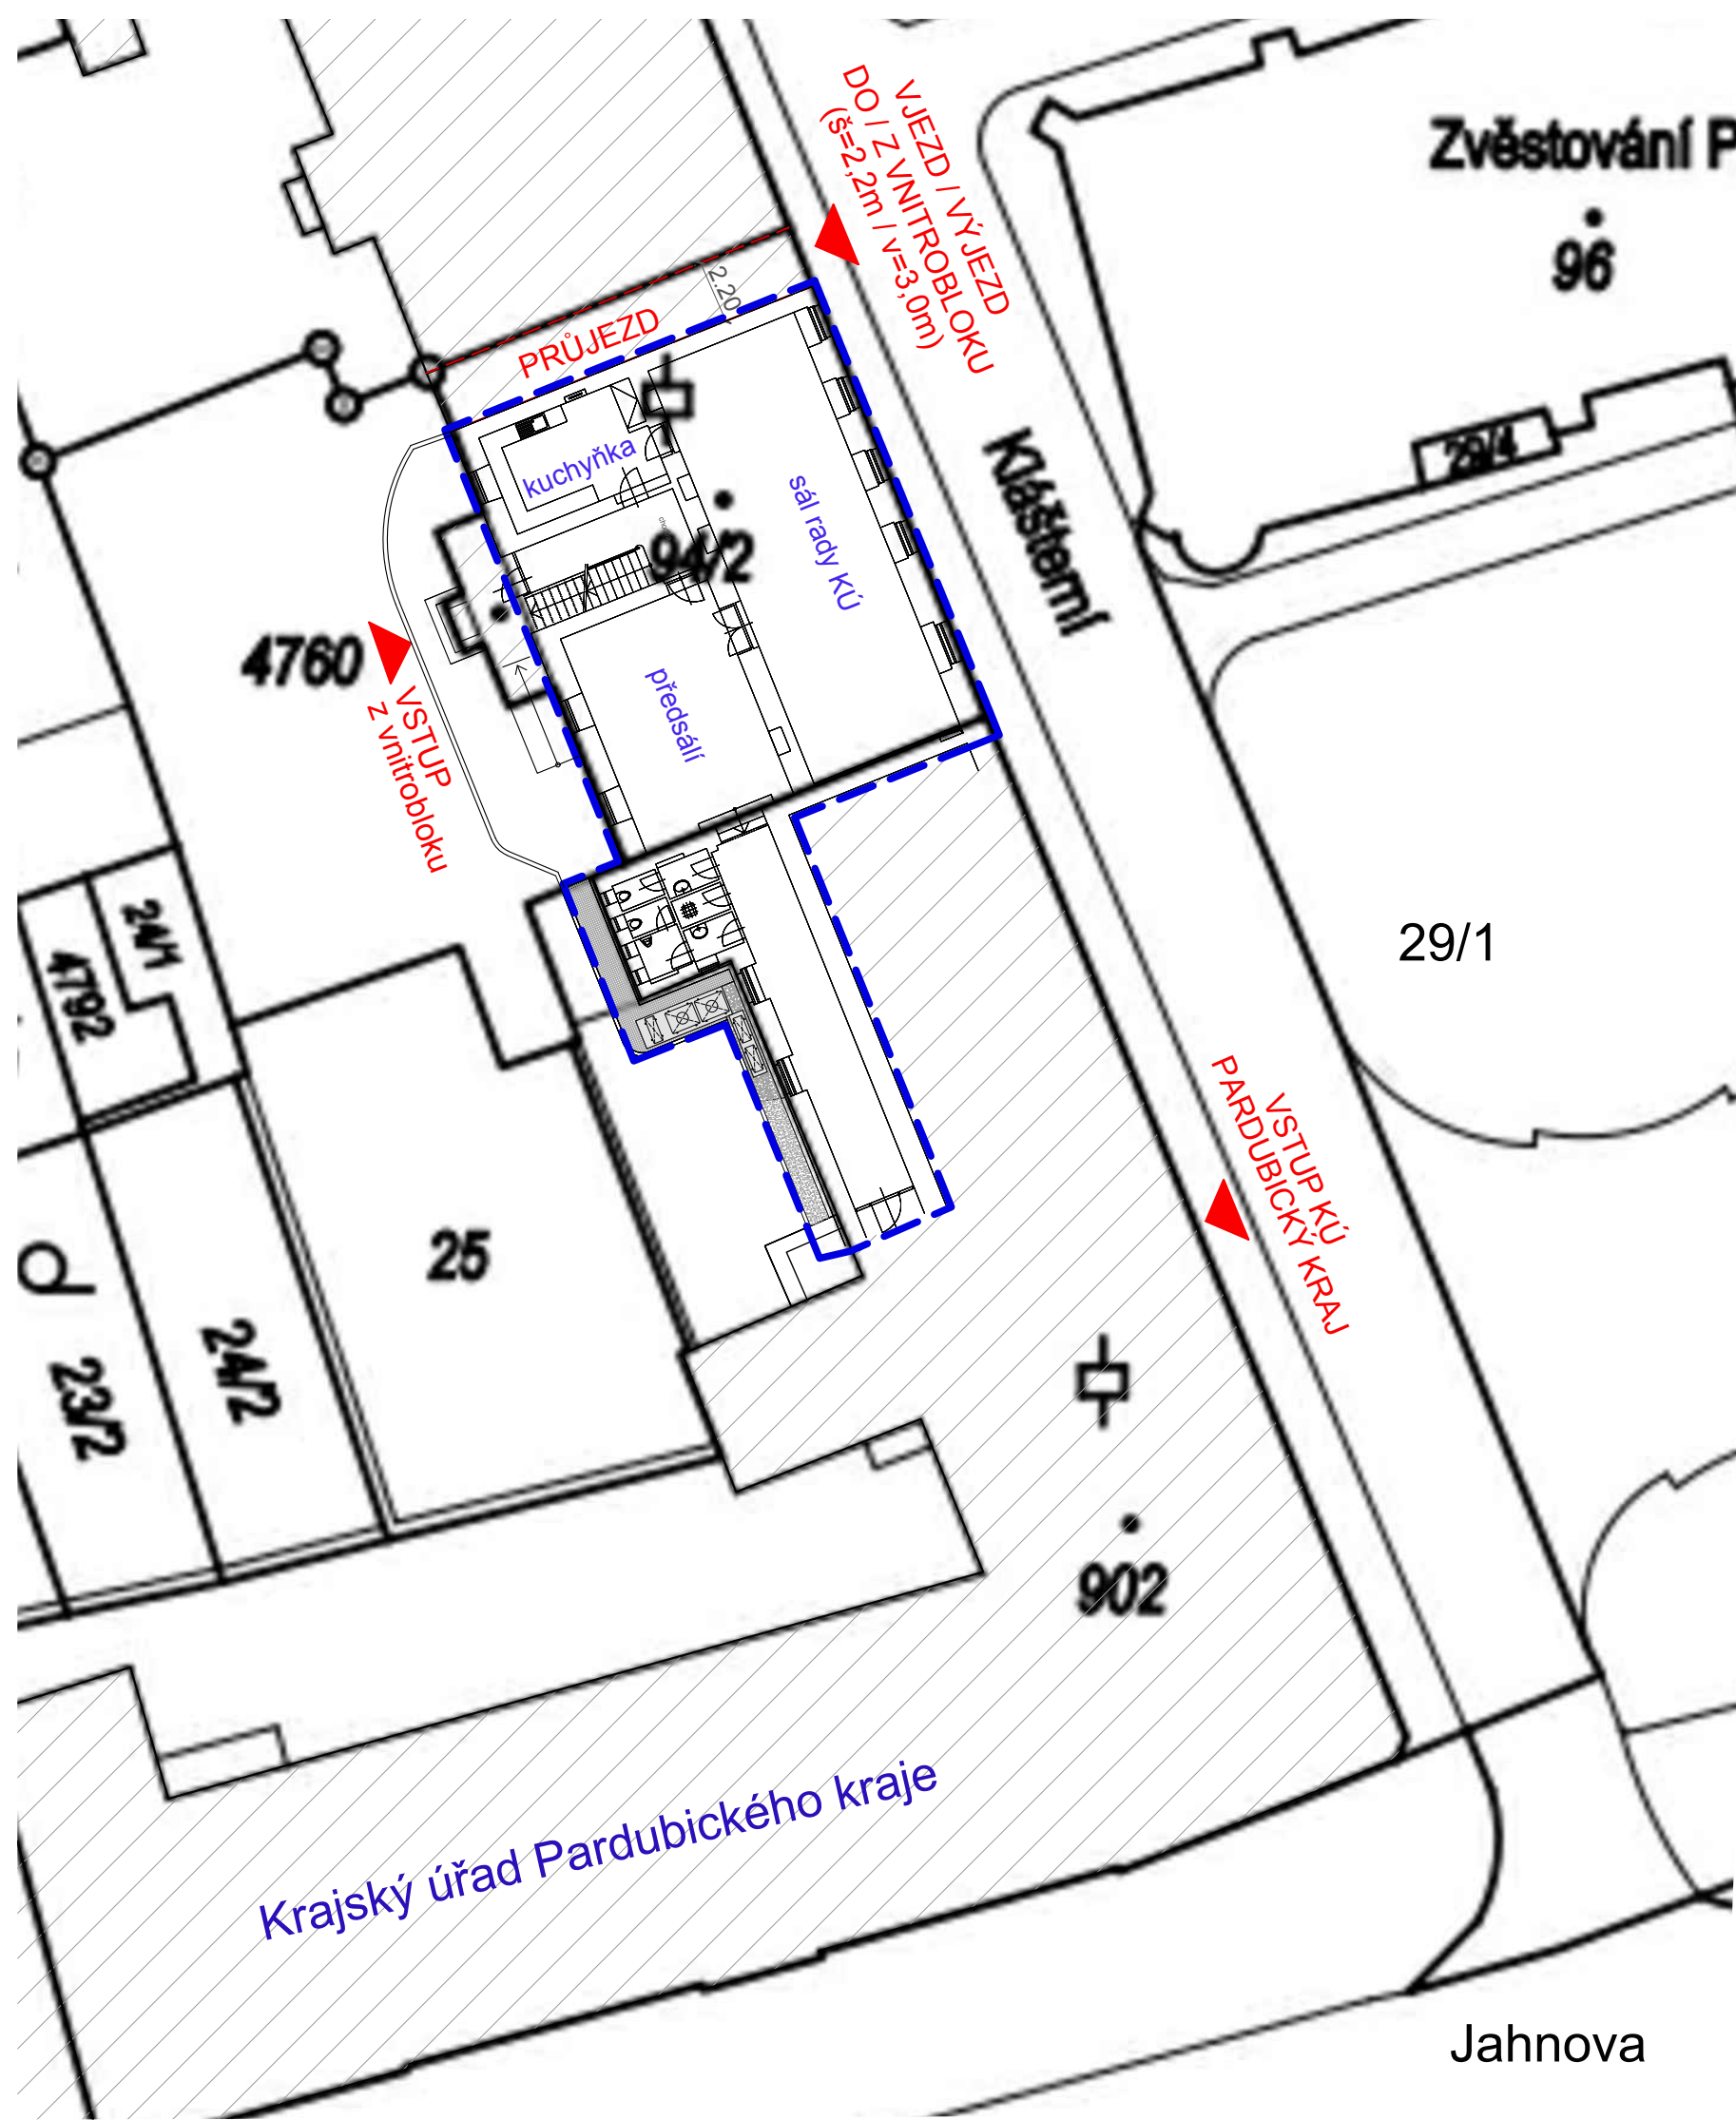 VJEZD / VÝJEZD
DO / Z VNITROBLOKU
(š=2,2m / v=3,0m)
Zvěstování P
96
2.20
PRŮJEZD
kuchyňka
sál rady KÚ
29/4
Klášterní
94/2
4760
předsálí
VSTUP
z vnitrobloku
24/1
4792
29/1
VSTUP KÚ
PARDUBICKÝ KRAJ
25
24/2
23/2
902
Krajský úřad Pardubického kraje
Jahnova